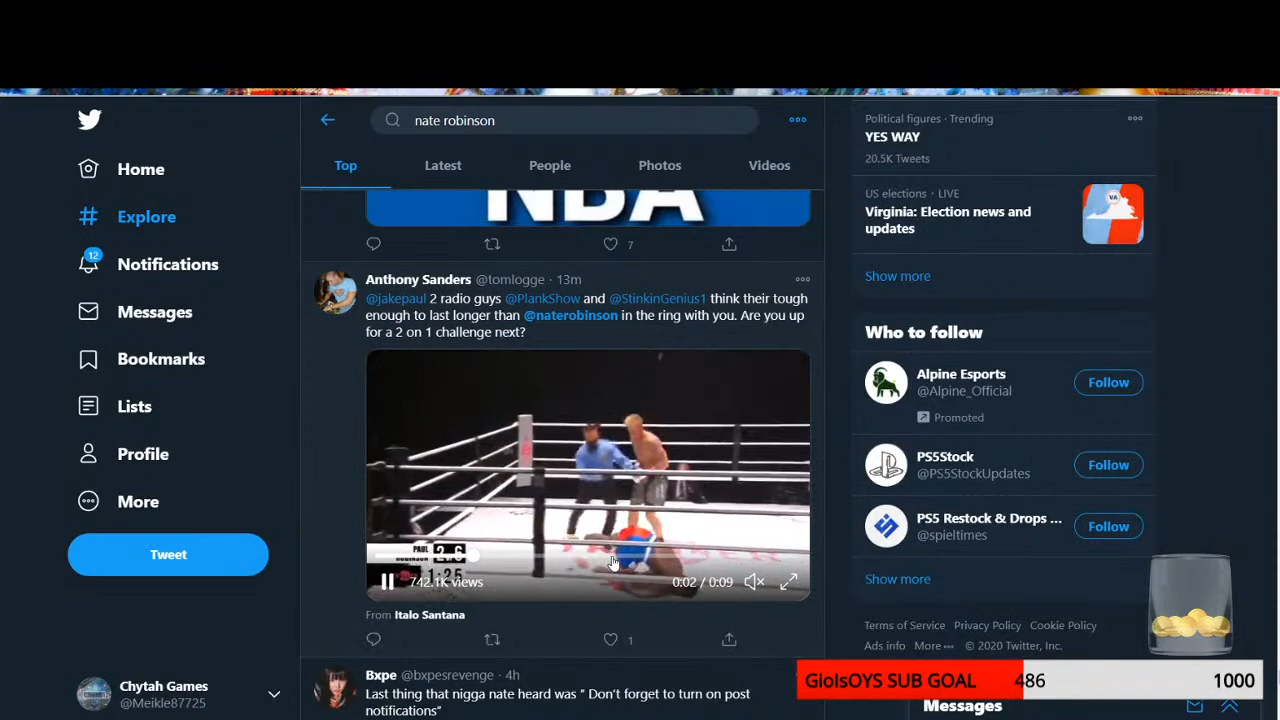 nate robinson
Top
Latest
People
Photos
Videos
Home
Explore
12
Notifications
Messages
Bookmarks
Lists
Profile
More
Tweet
Chytah Games
@Meikle87725
NBA
7
Anthony Sanders @tomlogge · 13m
@jakepaul 2 radio guys @PlankShow and @StinkinGenius1 think their tough
enough to last longer than @naterobinson in the ring with you. Are you up
for a 2 on 1 challenge next?
PAUL
ROBINSON
2 6
1:25
742.1K views
0:02 / 0:09
From Italo Santana
1
Bxpe @bxpesrevenge · 4h
Last thing that nigga nate heard was “ Don’t forget to turn on post
notifications”
Political figures · Trending
YES WAY
20.5K Tweets
US elections · LIVE
Virginia: Election news and
updates
VA
Show more
Who to follow
Alpine Esports
@Alpine_Official
Promoted
Follow
PS5Stock
@PS5StockUpdates
Follow
PS5 Restock & Drops ...
@spieltimes
Follow
Show more
Terms of Service Privacy Policy Cookie Policy
Ads info More ··· © 2020 Twitter, Inc.
GioISOYS SUB GOAL 486 1000
Messages